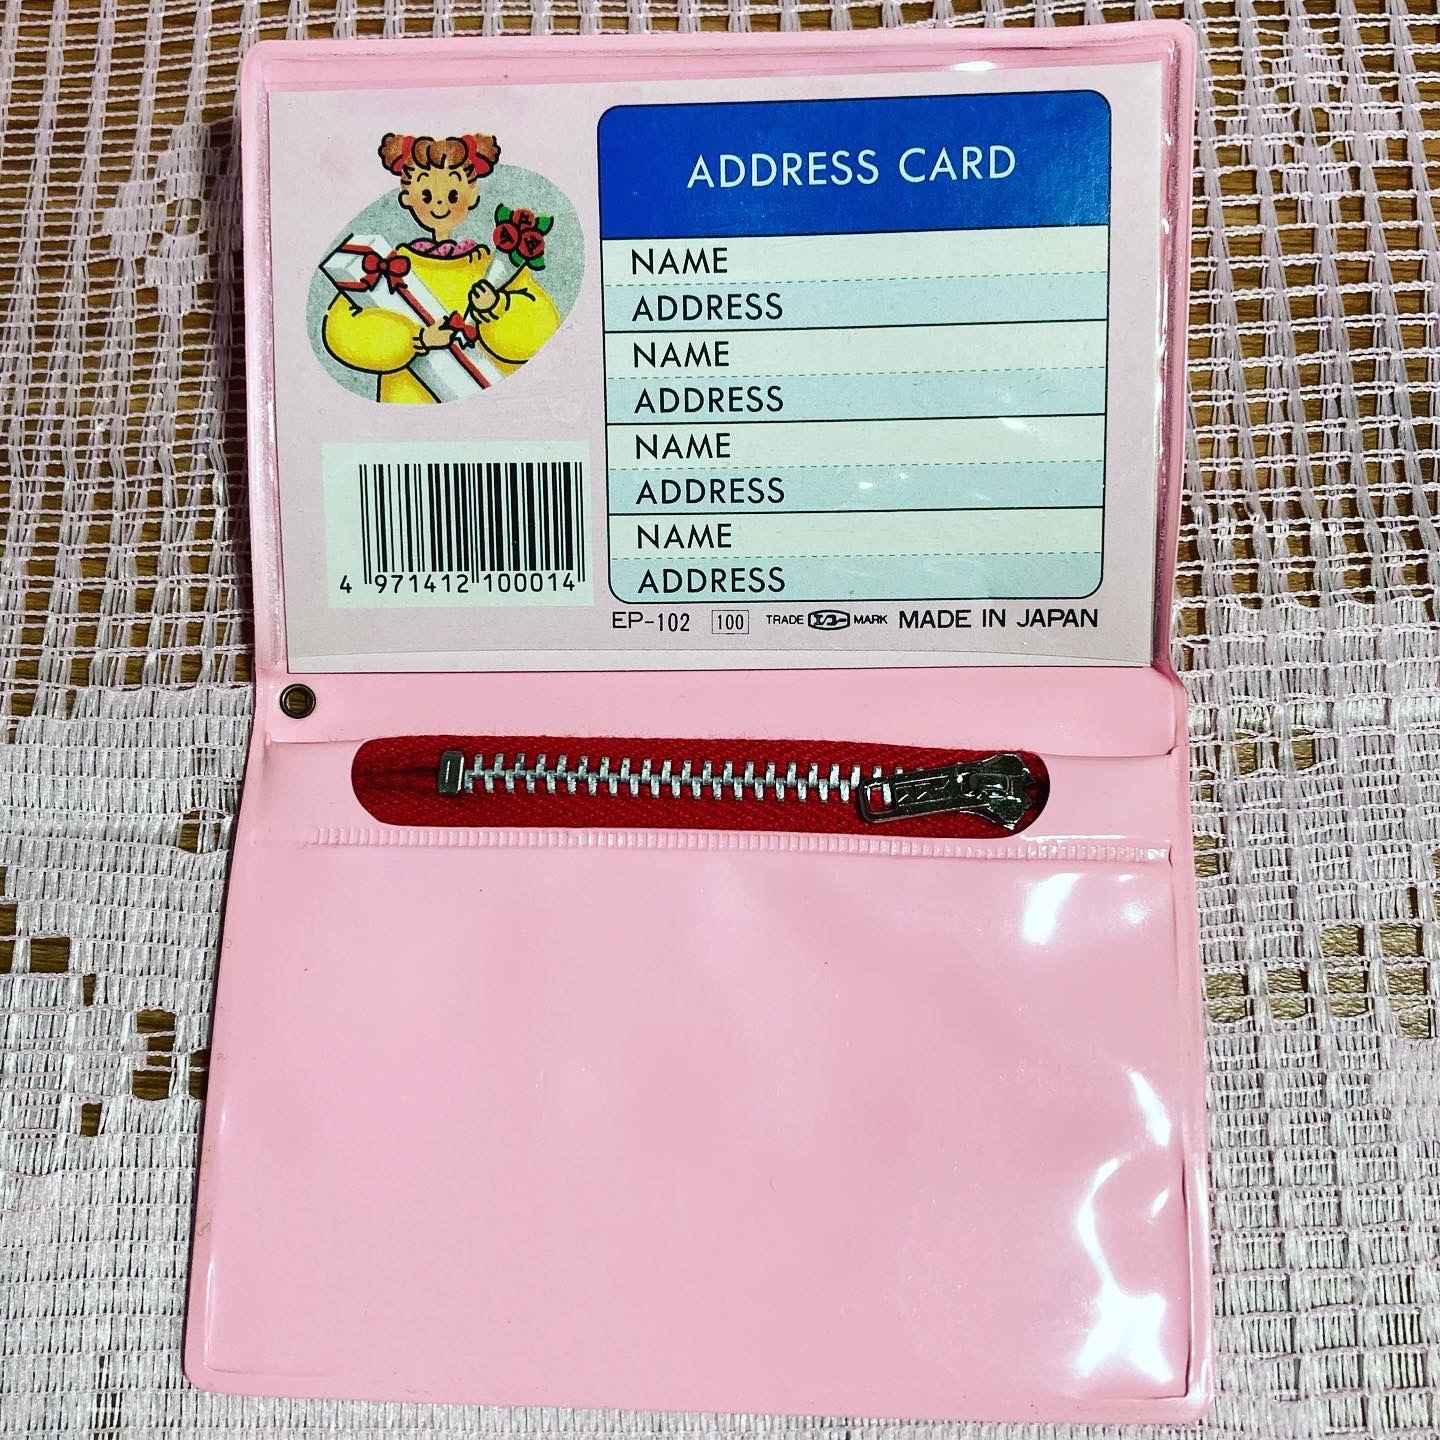 ADDRESS CARD
NAME
ADDRESS
NAME
ADDRESS
NAME
ADDRESS
NAME
ADDRESS
4 971412 100014
EP-102 100 TRADE MARK MADE IN JAPAN